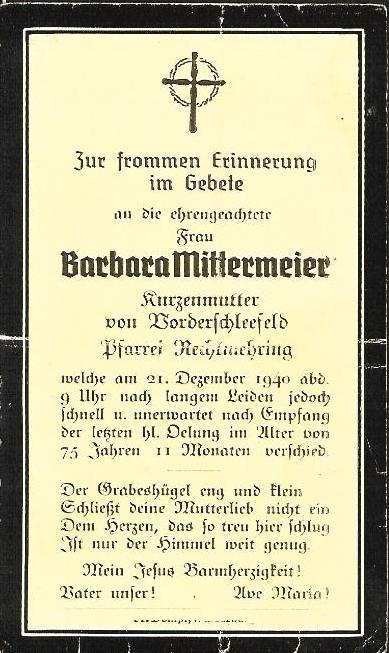 Zur frommen Erinnerung
im Gebete
an die ehrengeachtete
Frau
Barbara Mittermeier
Kurzenmutter
von Vorderschleefeld
Pfarrei Rechtmehring
welche am 21. Dezember 1940 abd.
9 Uhr nach langem Leiden jedoch
schnell u. unerwartet nach Empfang
der letzten hl. Oelung im Alter von
75 Jahren 11 Monaten verschied.
Der Grabeshügel eng und klein
Schließt deine Mutterlieb nicht ein
Dem Herzen, das so treu hier schlug
Ist nur der Himmel weit genug.
Mein Jesus Barmherzigkeit!
Vater unser! Ave Maria!